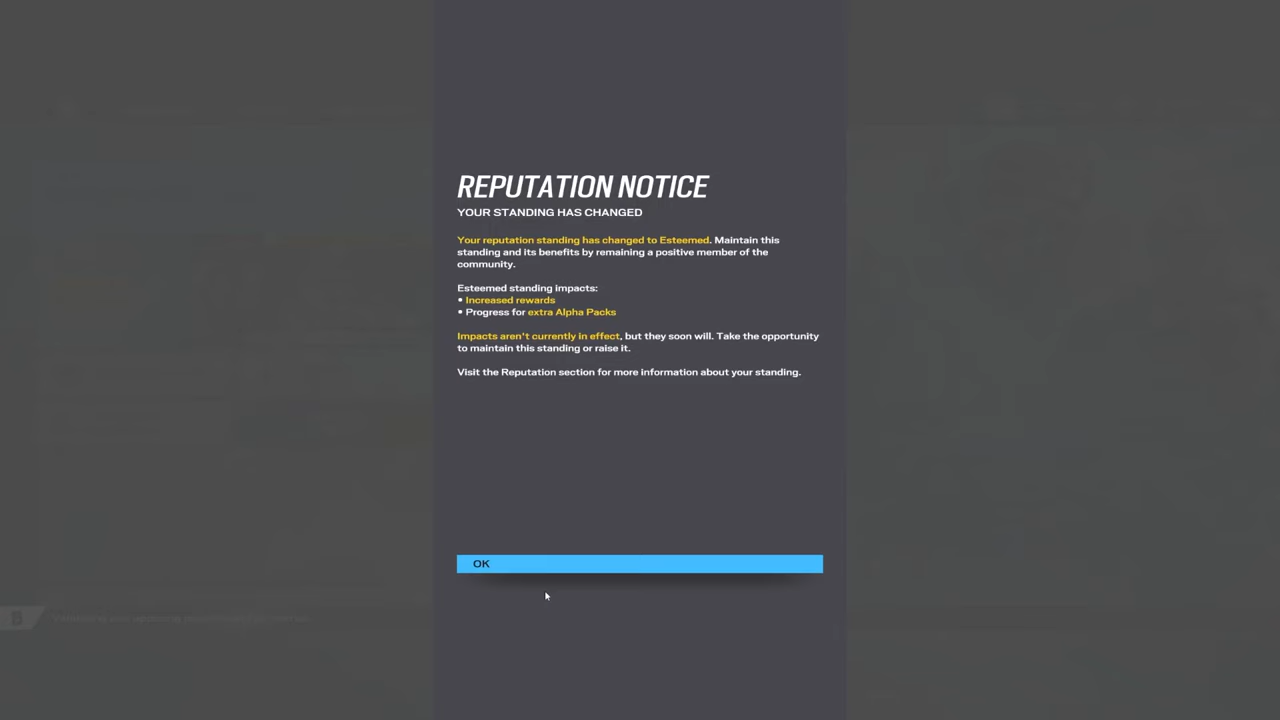 REPUTATION NOTICE
YOUR STANDING HAS CHANGED
Your reputation standing has changed to Esteemed. Maintain this
standing and its benefits by remaining a positive member of the
community.
Esteemed standing impacts:
• Increased rewards
• Progress for extra Alpha Packs
Impacts aren't currently in effect, but they soon will. Take the opportunity
to maintain this standing or raise it.
Visit the Reputation section for more information about your standing.
OK